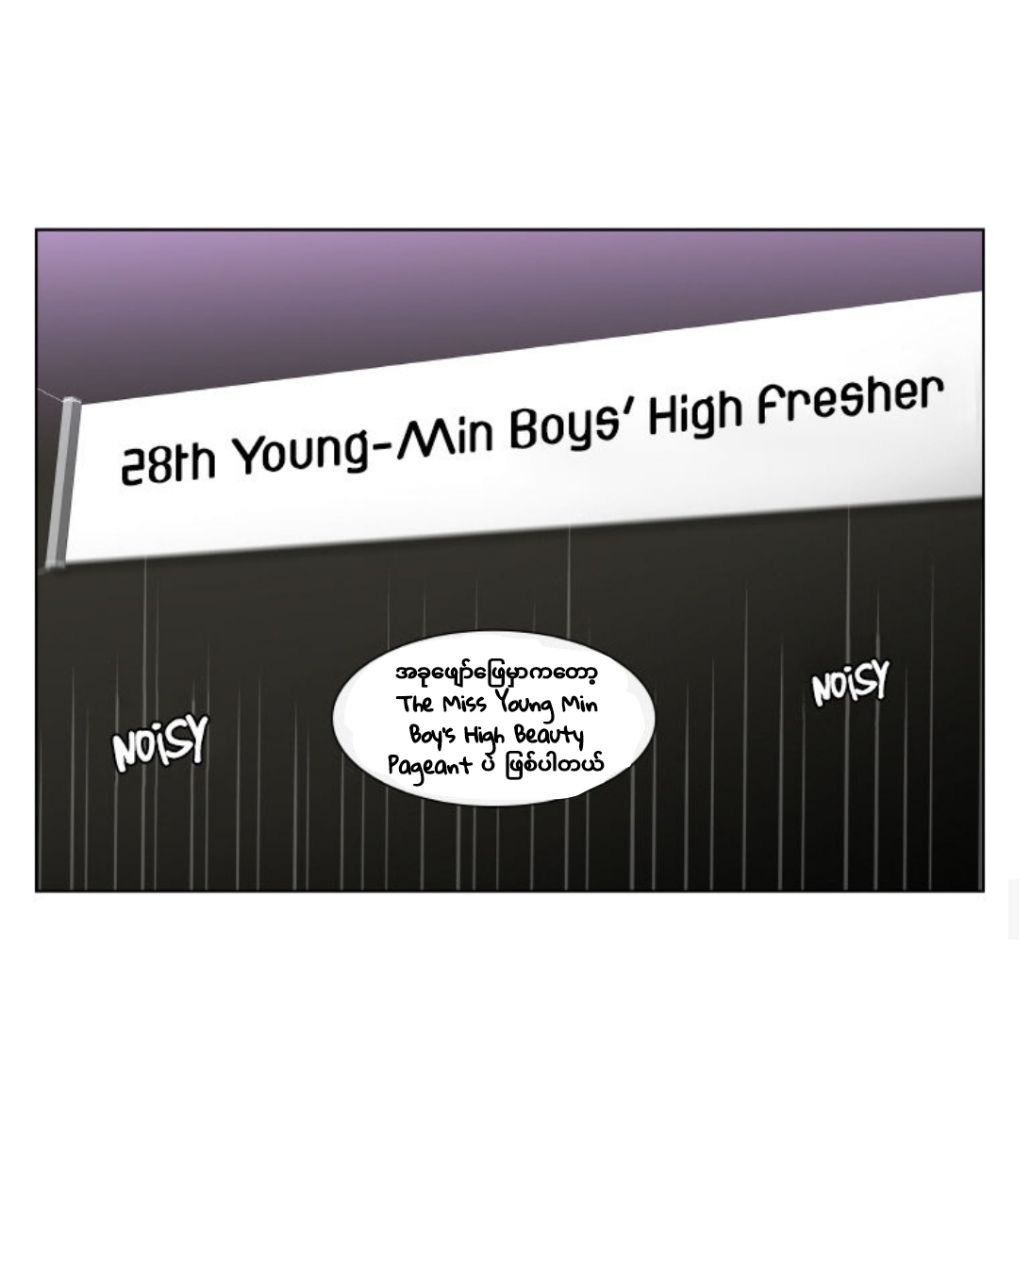 28th Young-Min Boys' High Fresher
အခုဖျော်ဖြေမှာကတော့
The Miss Young Min
Boy's High Beauty
Pageant ပဲ ဖြစ်ပါတယ်
NOISY
NOISY